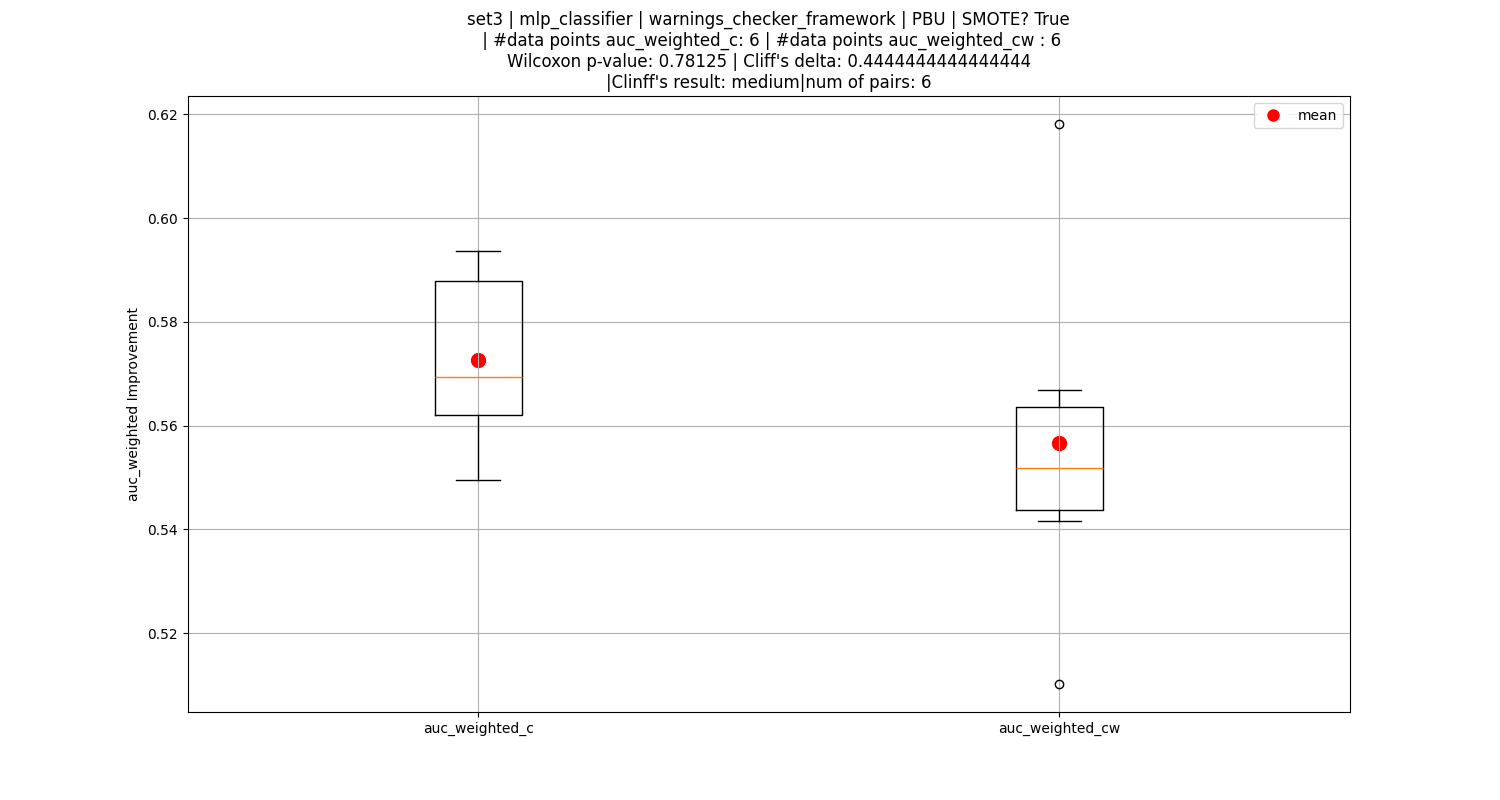 set3 | mlp_classifier | warnings_checker_framework | PBU | SMOTE? True
| #data points auc_weighted_c: 6 | #data points auc_weighted_cw : 6
Wilcoxon p-value: 0.78125 | Cliff's delta: 0.4444444444444444
|Clinff's result: medium|num of pairs: 6
mean
auc_weighted Improvement
0.62
0.60
0.58
0.56
0.54
0.52
auc_weighted_c
auc_weighted_cw